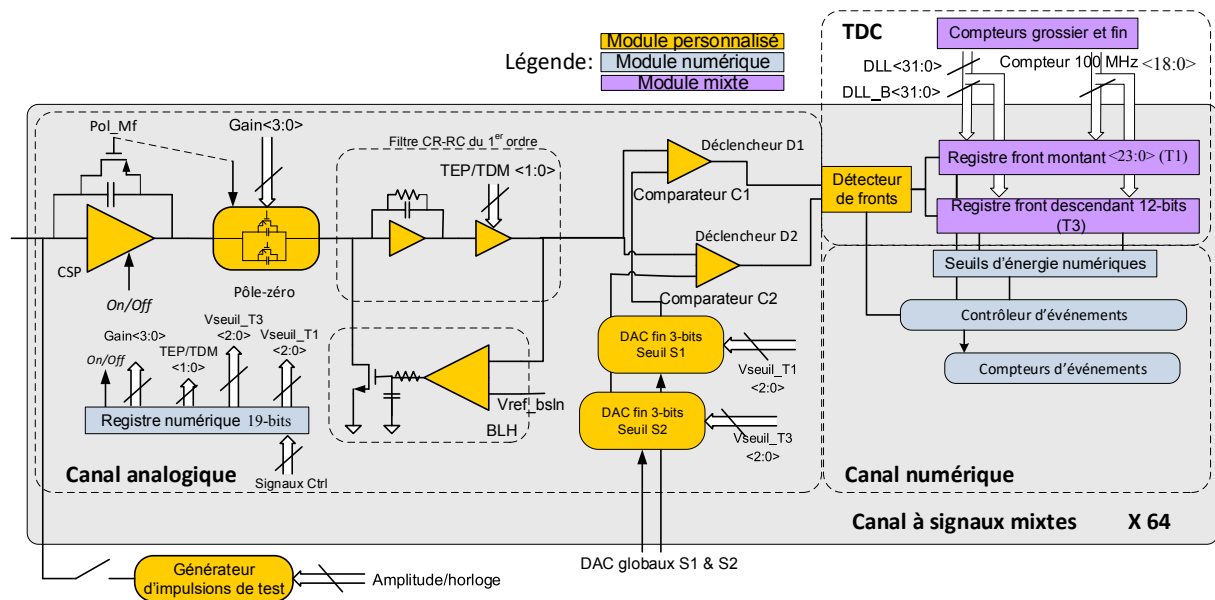 Légende:
Module personnalisé
Module numérique
Module mixte
TDC
Compteurs grossier et fin
DLL<31:0>
Compteur 100 MHz <18:0>
DLL_B<31:0>
Pol_Mf
Gain<3:0>
Filtre CR-RC du 1er ordre
TEP/TDM <1:0>
Déclencheur D1
Comparateur C1
Détecteur
de fronts
Registre front montant <23:0> (T1)
Registre front descendant 12-bits
(T3)
CSP
On/Off
Pôle-zéro
Déclencheur D2
Comparateur C2
Seuils d'énergie numériques
Contrôleur d'événements
Compteurs d'événements
On/Off
Gain<3:0>
TEP/TDM
<1:0>
Vseuil_T3
<2:0>
Vseuil_T1
<2:0>
Registre numérique 19-bits
Signaux Ctrl
Vref_bsln
BLH
DAC fin 3-bits
Seuil S1
Vseuil_T1
<2:0>
DAC fin 3-bits
Seuil S2
Vseuil_T3
<2:0>
Canal analogique
Canal numérique
Canal à signaux mixtes X 64
DAC globaux S1 & S2
Générateur
d'impulsions de test
Amplitude/horloge